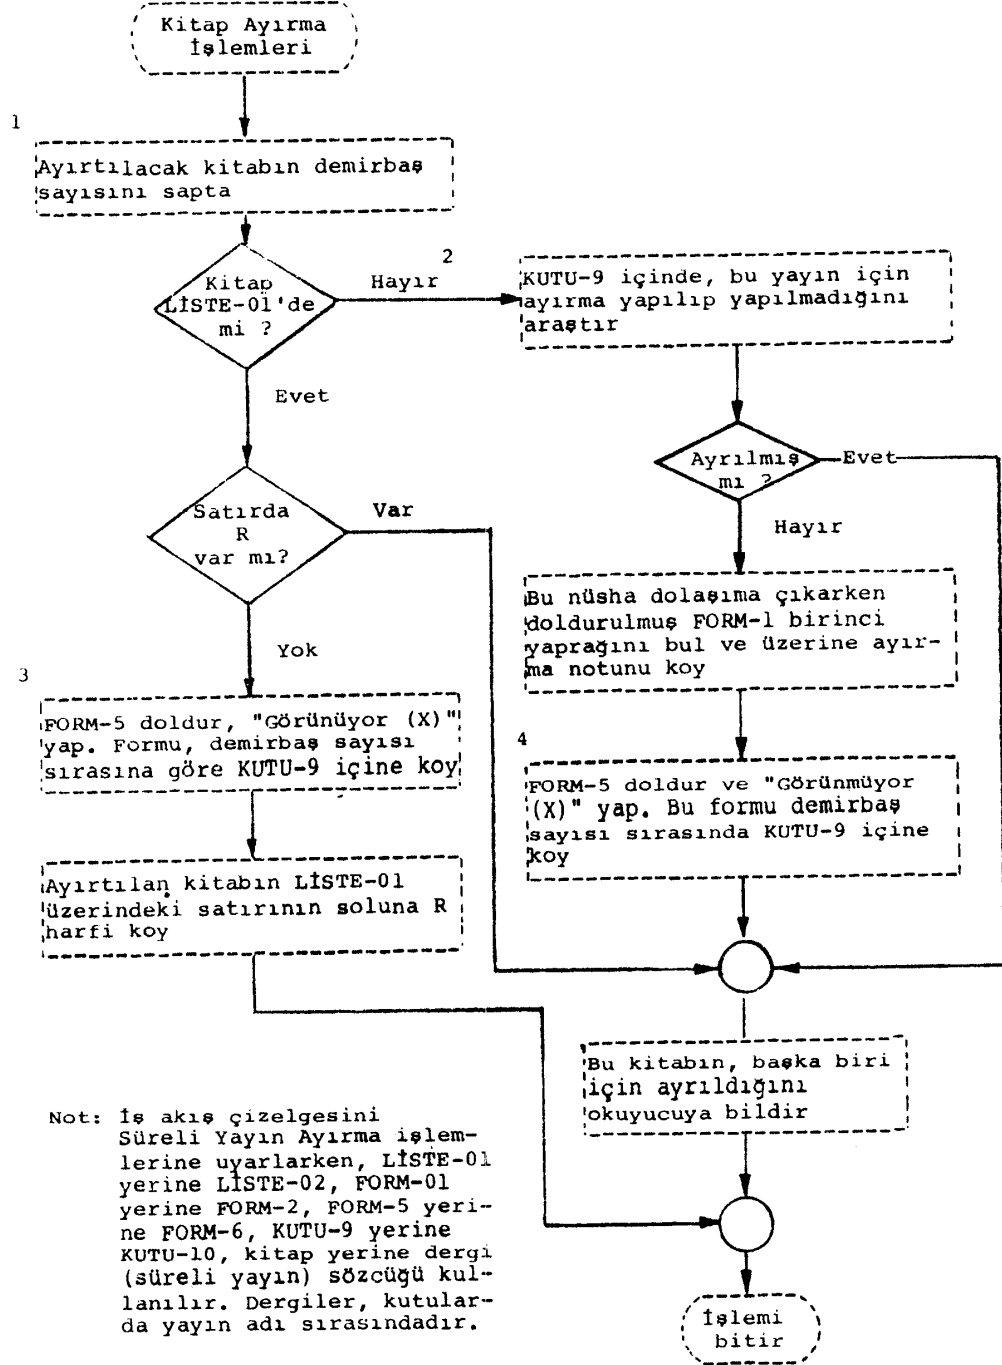 Kitap Ayırma
İşlemleri
1
Ayırtılacak kitabın demirbaş
sayısını sapta
Kitap
LİSTE-01'de
mi ?
Hayır
2
KUTU-9 içinde, bu yayın için
ayırma yapılıp yapılmadığını
araştır
Evet
Ayrılmış
mı ?
Evet
Satırda
R
var mı?
Var
Hayır
Bu nüsha dolaşıma çıkarken
doldurulmuş FORM-1 birinci
yaprağını bul ve üzerine ayır-
ma notunu koy
Yok
3
FORM-5 doldur, "Görünüyor (X)"
yap. Formu, demirbaş sayısı
sırasına göre KUTU-9 içine koy
4
FORM-5 doldur ve "Görünmüyor
(X)" yap. Bu formu demirbaş
sayısı sırasında KUTU-9 içine
koy
Ayırtılan kitabın LİSTE-01
üzerindeki satırının soluna R
harfi koy
Bu kitabın, başka biri
için ayrıldığını
okuyucuya bildir
Not: İş akış çizelgesini
Süreli Yayın Ayırma işlem-
lerine uyarlarken, LİSTE-01
yerine LİSTE-02, FORM-01
yerine FORM-2, FORM-5 yeri-
ne FORM-6, KUTU-9 yerine
KUTU-10, kitap yerine dergi
(süreli yayın) sözcüğü kul-
lanılır. Dergiler, kutular-
da yayın adı sırasındadır.
İşlemi
bitir